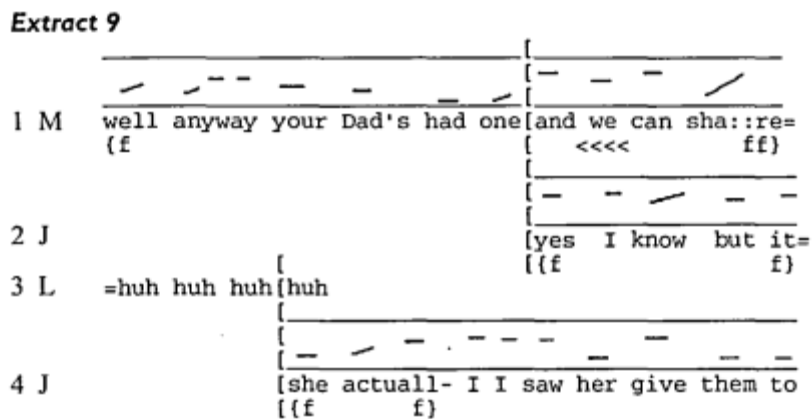 Extract 9
[
[
[
1 M well anyway your Dad's had one[and we can sha::re=
{f [ <<<< ff}
[
[
[
2 J [yes I know but it=
[{f f}
[
3 L =huh huh huh[huh
[
[
[
4 J [she actuall- I I saw her give them to
[{f f}